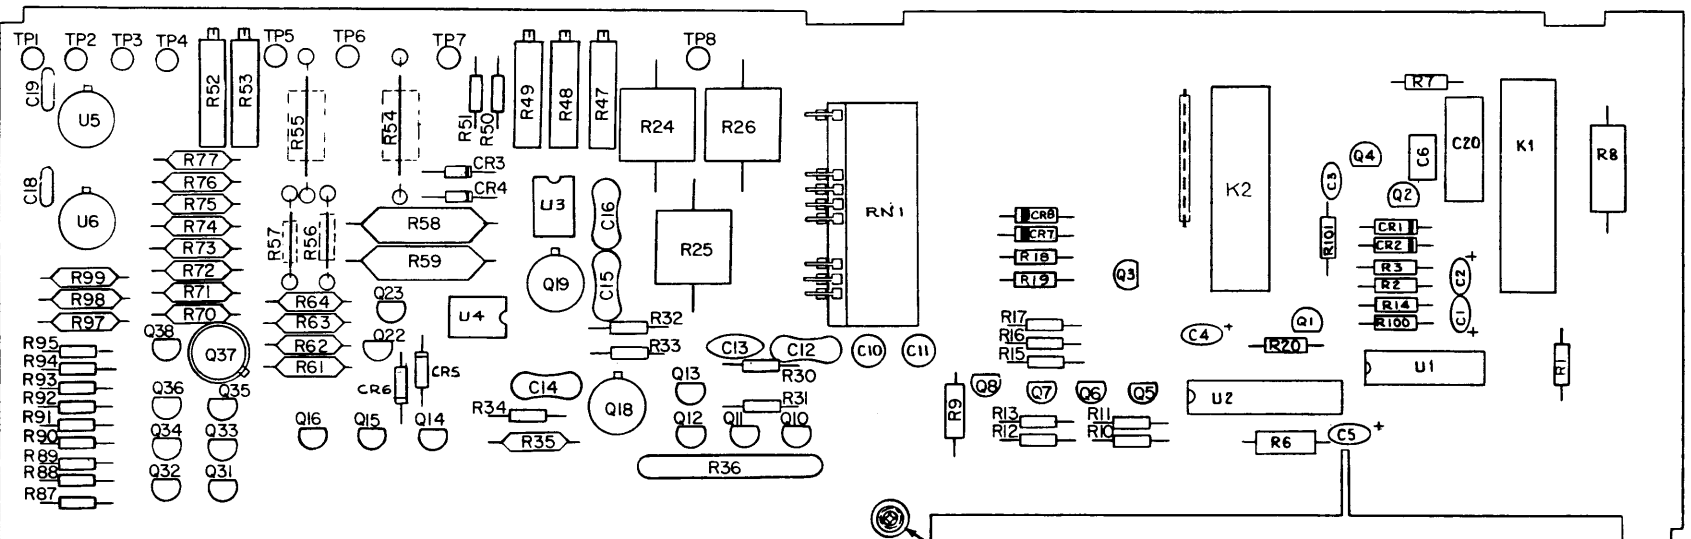 TP1 TP2 TP3 TP4 TP5 TP6 TP7 TP8
C19
U5
R52
R53
R55
R54
R51
R50
R49
R48
R47
R24
R26
C18
U6
R77
R76
R75
R74
R73
R72
R71
R70
R57
R56
CR3
CR4
R58
R59
U3
C16
C15
Q19
R25
RN1
R99
R98
R97
R64
R63
R62
R61
Q23
Q22
U4
Q38
Q37
R95
R94
R93
R92
R91
R90
R89
R88
R87
Q36
Q35
Q34
Q33
Q32
Q31
CR6
CR5
Q16
Q15
Q14
R32
R33
C14
Q18
R34
R35
C13
C12
C10
C11
R30
R31
Q13
Q12
Q11
Q10
R36
K2
R7
C20
K1
R8
Q4
C6
C3
Q2
R101
CR8
CR7
R18
R19
Q3
CR1
CR2
R3
R2
R14
R100
C2
+
C1
+
R17
R16
R15
C4
+
Q1
R20
U1
R1
R9
Q8
Q7
Q6
Q5
U2
R13
R12
R11
R10
R6
C5
+